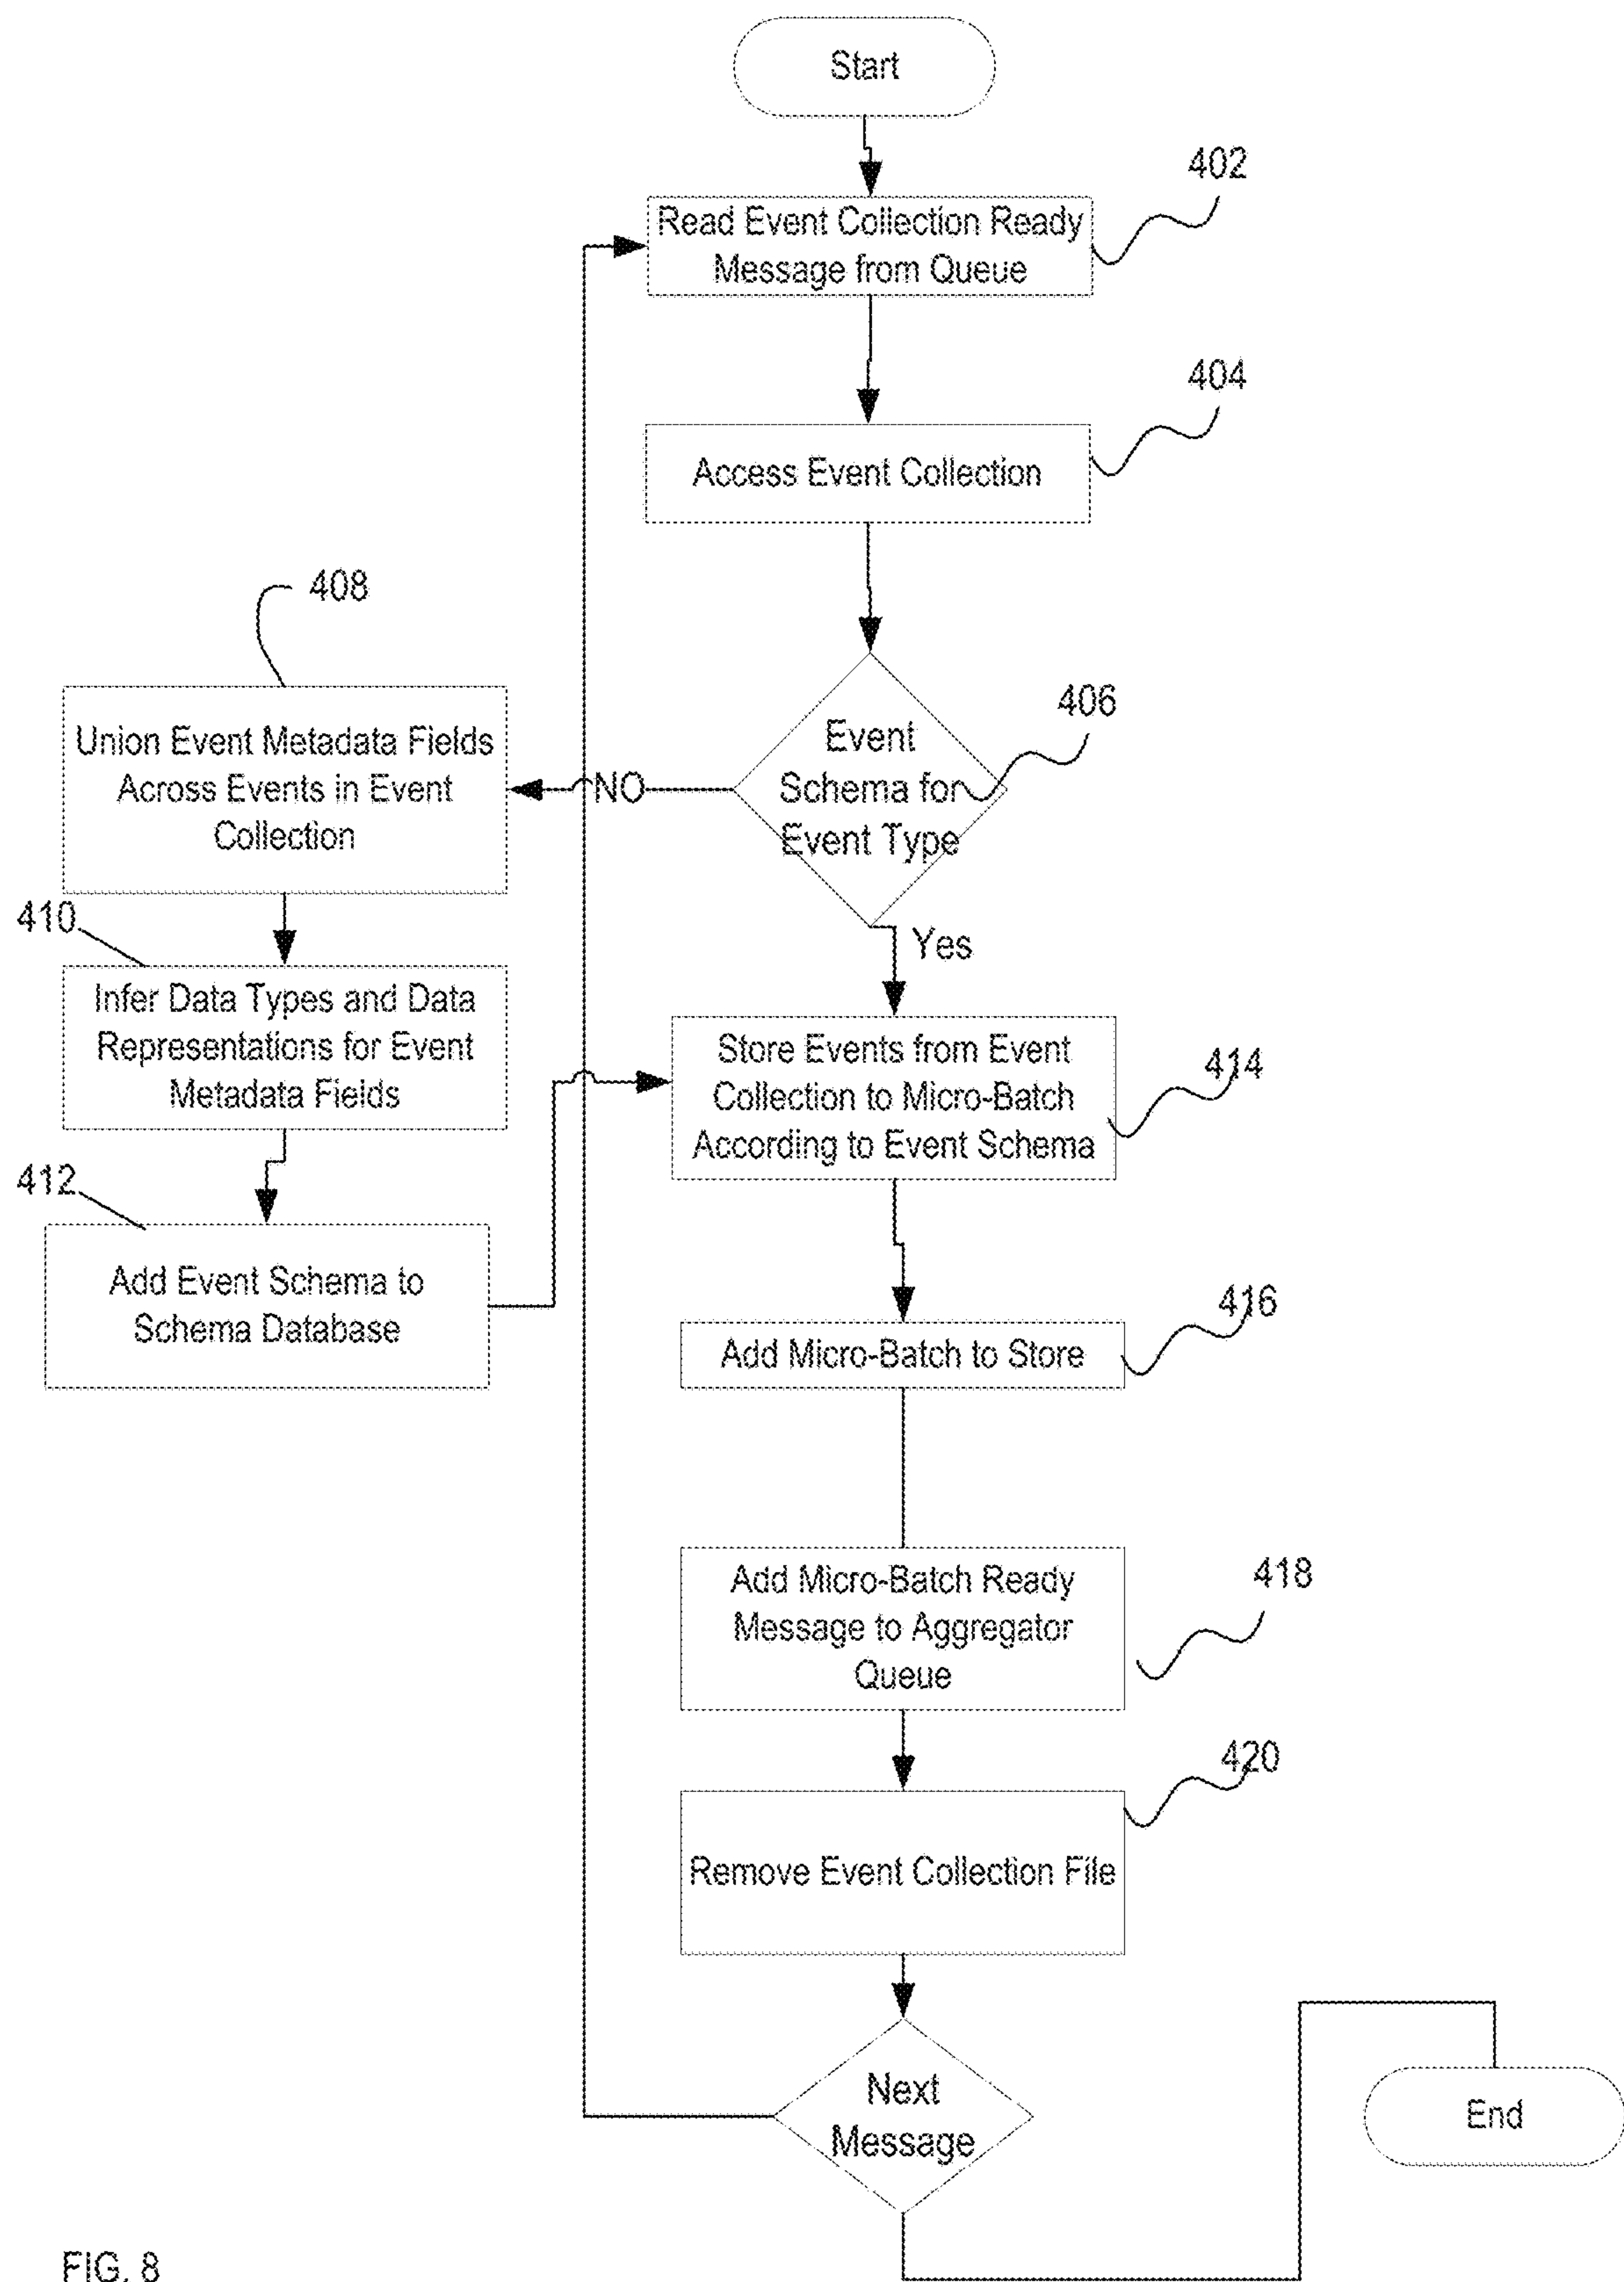 Start
402
Read Event Collection Ready
Message from Queue
404
Access Event Collection
408
406
Event
Schema for
Event Type
Union Event Metadata Fields
Across Events in Event
Collection
NO
Yes
410
Infer Data Types and Data
Representations for Event
Metadata Fields
Store Events from Event
Collection to Micro-Batch
According to Event Schema
414
412
Add Event Schema to
Schema Database
416
Add Micro-Batch to Store
418
Add Micro-Batch Ready
Message to Aggregator
Queue
420
Remove Event Collection File
Next
Message
End
FIG. 8